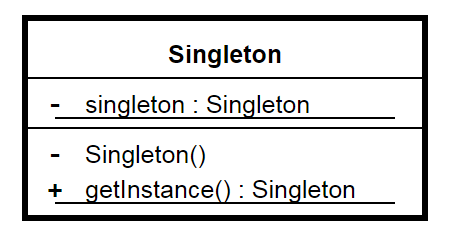 Singleton
- singleton : Singleton
- Singleton()
+ getInstance() : Singleton